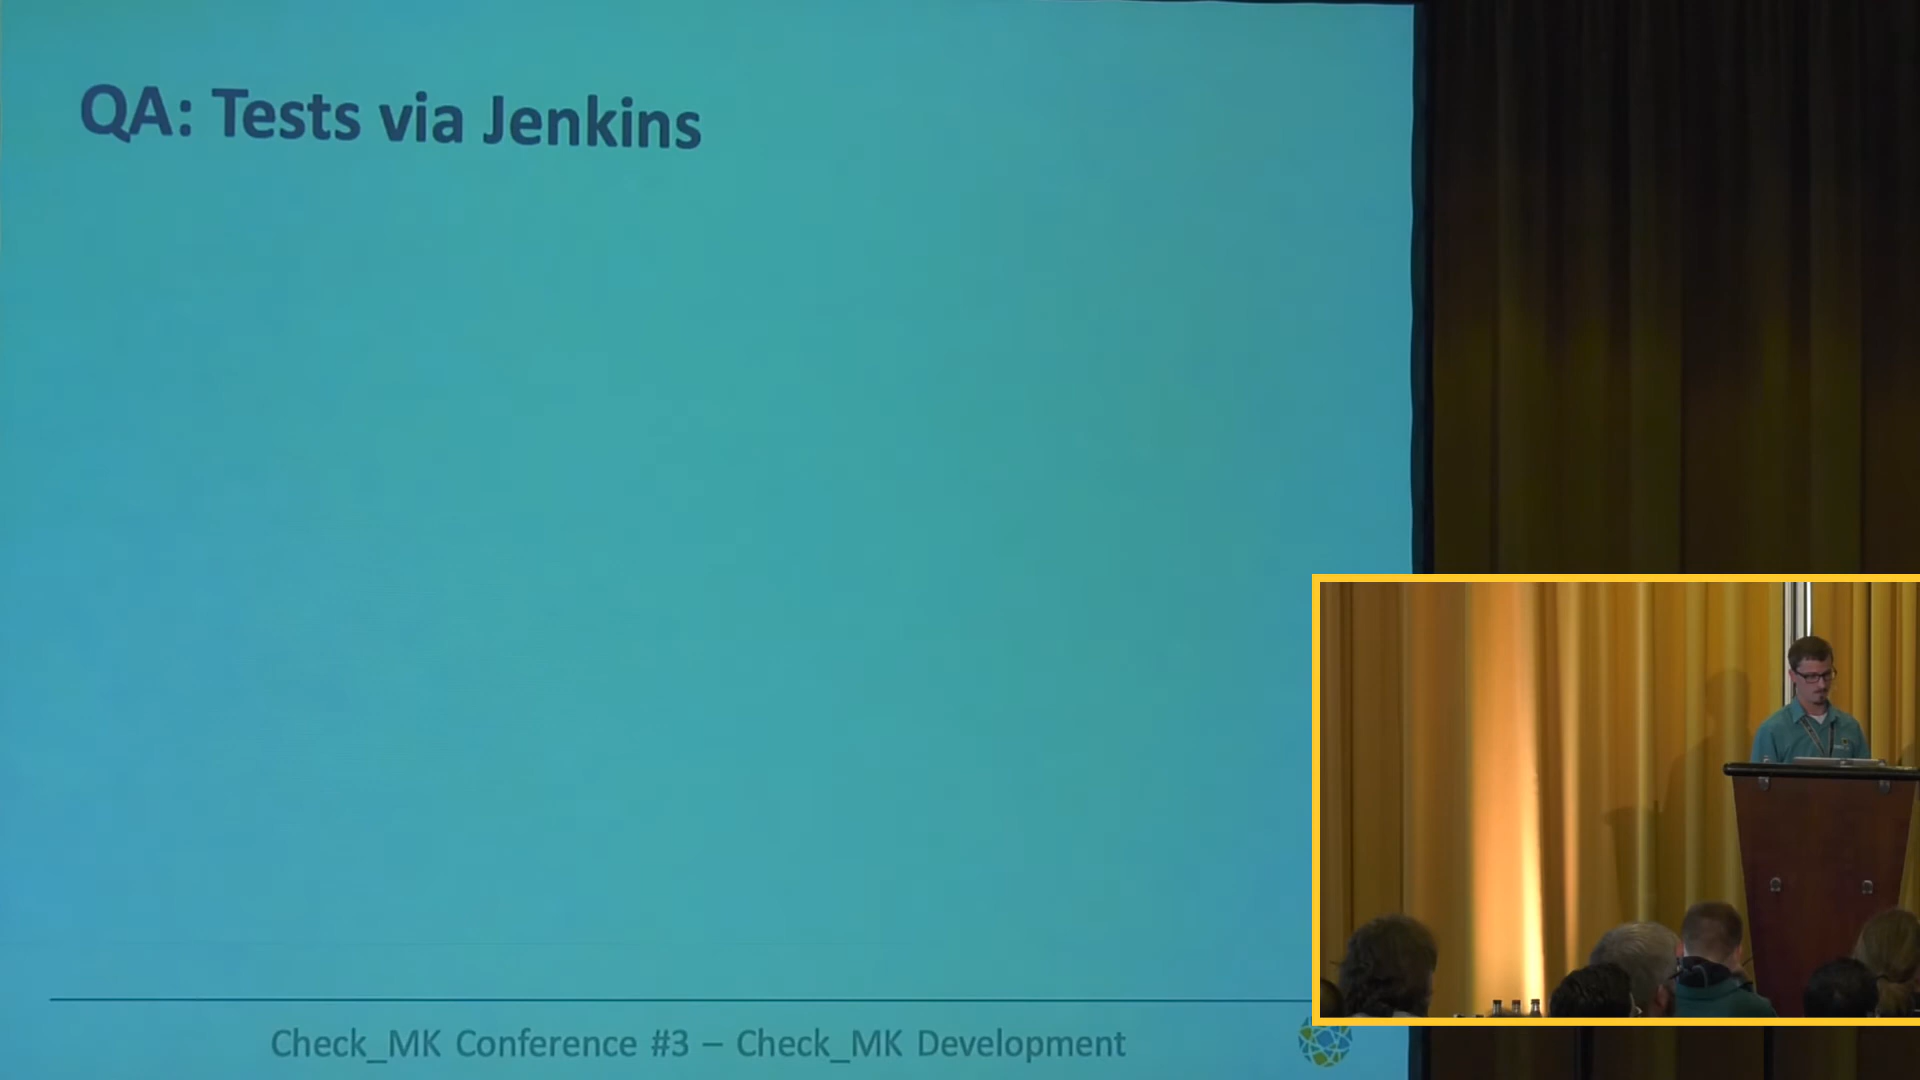 QA: Tests via Jenkins
Check_MK Conference #3 – Check_MK Development